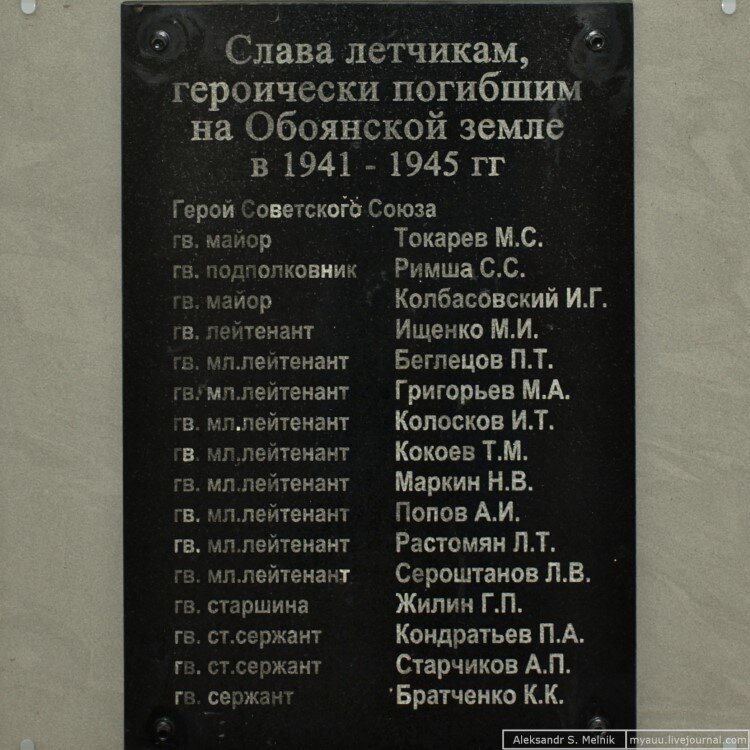 Слава летчикам,
героически погибшим
на Обоянской земле
в 1941 - 1945 гг
Герой Советского Союза
гв. майор Токарев М.С.
гв. подполковник Римша С.С.
гв. майор Колбасовский И.Г.
гв. лейтенант Ищенко М.И.
гв. мл.лейтенант Беглецов П.Т.
гв. мл.лейтенант Григорьев М.А.
гв. мл.лейтенант Колосков И.Т.
гв. мл.лейтенант Кокоев Т.М.
гв. мл.лейтенант Маркин Н.В.
гв. мл.лейтенант Попов А.И.
гв. мл.лейтенант Растомян Л.Т.
гв. мл.лейтенант Сероштанов Л.В.
гв. старшина Жилин Г.П.
гв. ст.сержант Кондратьев П.А.
гв. ст.сержант Старчиков А.П.
гв. сержант Братченко К.К.
Aleksandr S. Melnik myauu.livejournal.com